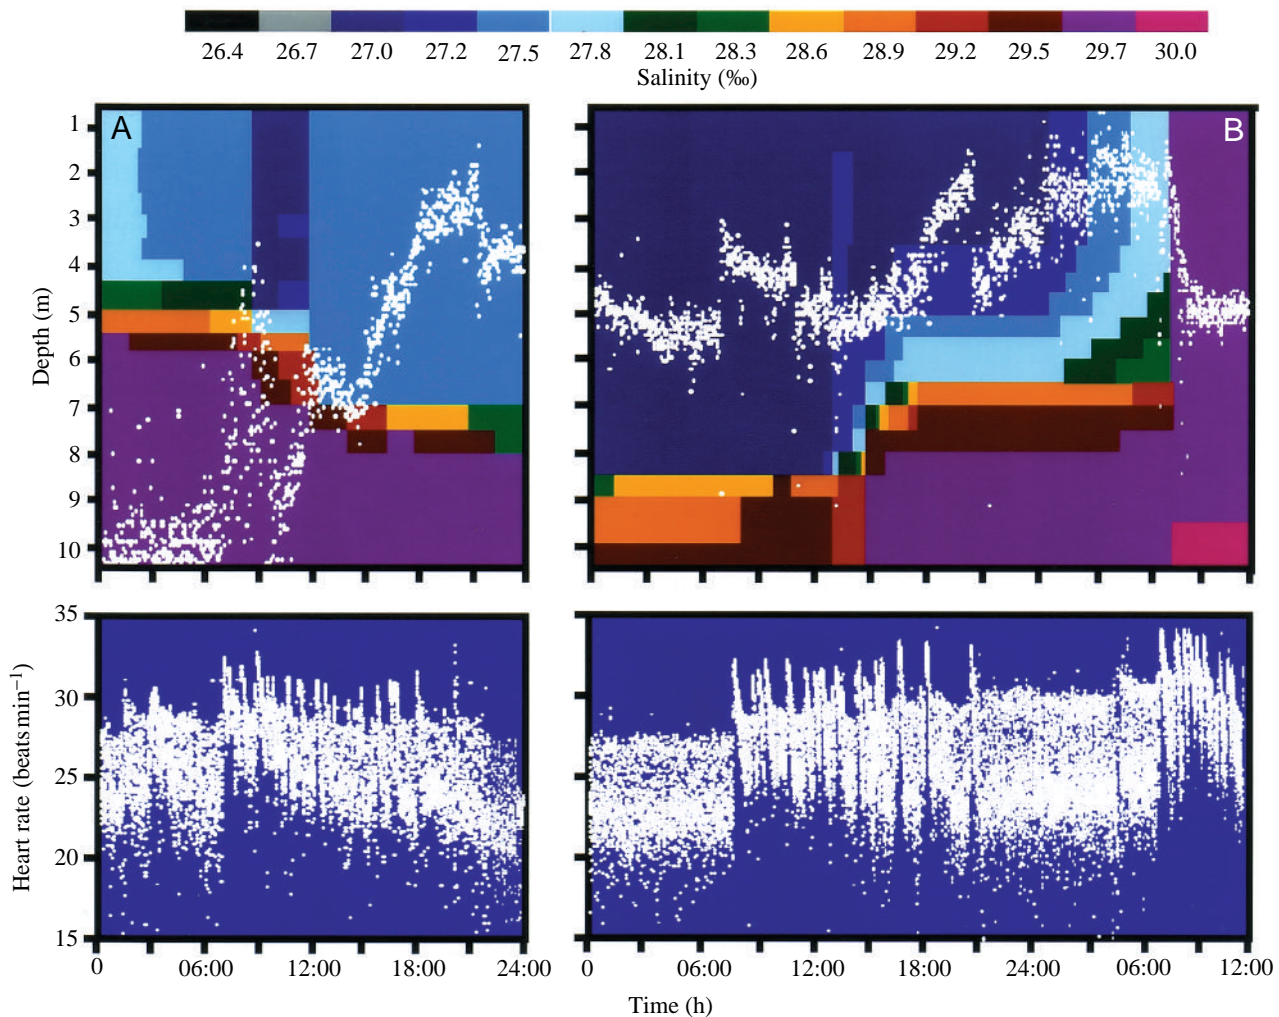 26.4 26.7 27.0 27.2 27.5 27.8 28.1 28.3 28.6 28.9 29.2 29.5 29.7 30.0
Salinity (‰)
A
B
1
2
3
4
5
6
7
8
9
10
Depth (m)
35
30
25
20
15
Heart rate (beats min−1)
0 06:00 12:00 18:00 24:00
0 06:00 12:00 18:00 24:00 06:00 12:00
Time (h)